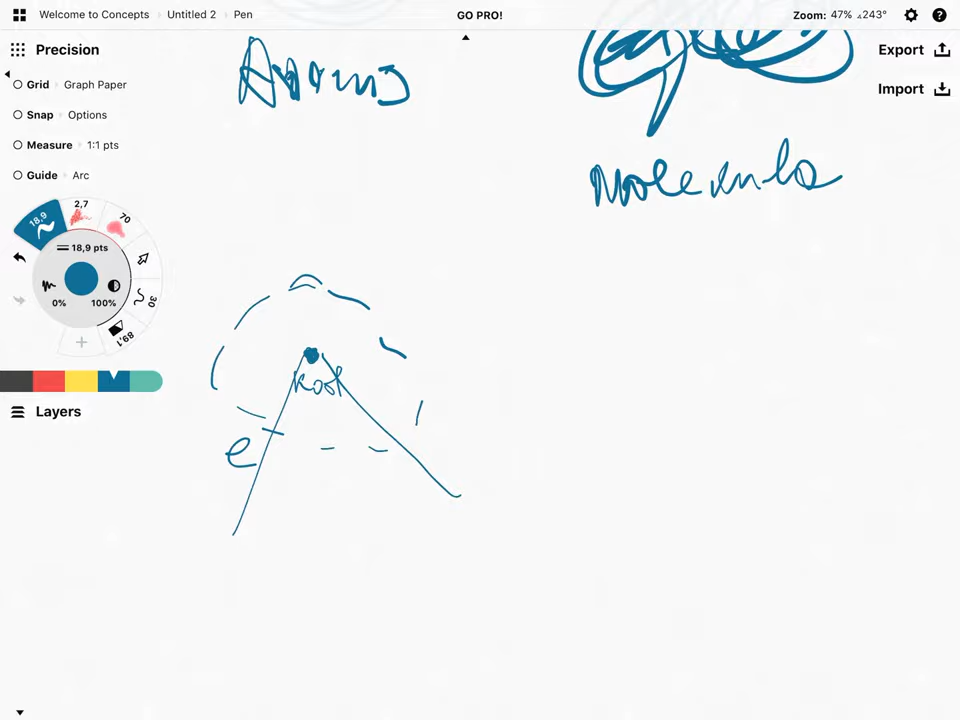 Welcome to Concepts › Untitled 2 › Pen
GO PRO!
Zoom: 47% 243°
Precision
Export
Import
Grid › Graph Paper
Snap › Options
Measure › 1:1 pts
Guide › Arc
18,9
2,7
70
18,9 pts
0%
100%
30
89,1
Layers
Atoms
Molecules
Root
e